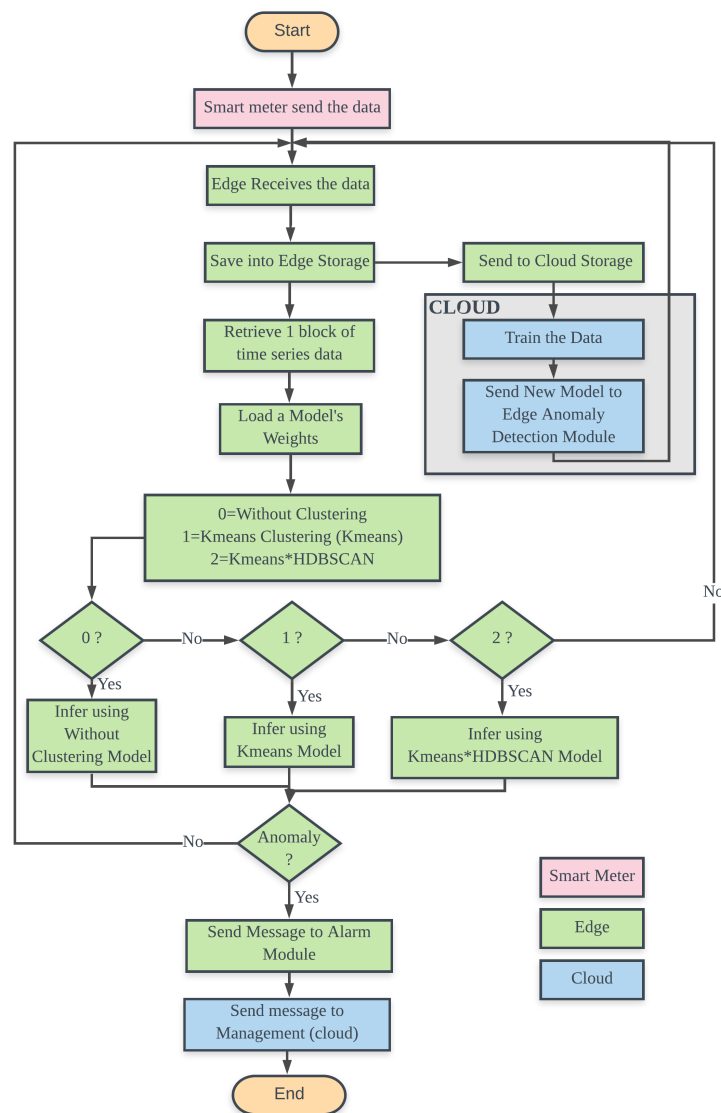 Start
Smart meter send the data
Edge Receives the data
Save into Edge Storage
Send to Cloud Storage
CLOUD
Retrieve 1 block of
time series data
Train the Data
Load a Model's
Weights
Send New Model to
Edge Anomaly
Detection Module
0=Without Clustering
1=Kmeans Clustering (Kmeans)
2=Kmeans*HDBSCAN
No
0 ?
No
1 ?
No
2 ?
Yes
Yes
Yes
Infer using
Without
Clustering Model
Infer using
Kmeans Model
Infer using
Kmeans*HDBSCAN Model
No
Anomaly
?
Yes
Smart Meter
Edge
Cloud
Send Message to Alarm
Module
Send message to
Management (cloud)
End